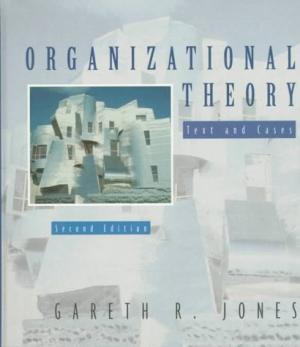 ORGANIZATIONAL
THEORY
Text and Cases
Second Edition
GARETH R. JONES